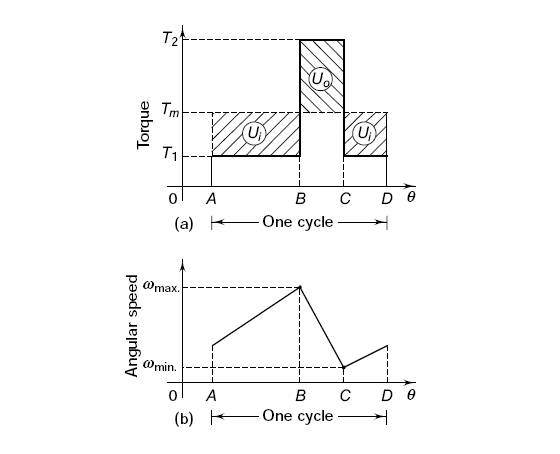 T2
Uo
Torque
Tm
Ui
Ui
T1
0 A B C D θ
(a) One cycle
Angular speed
ωmax.
ωmin.
0 A B C D θ
(b) One cycle